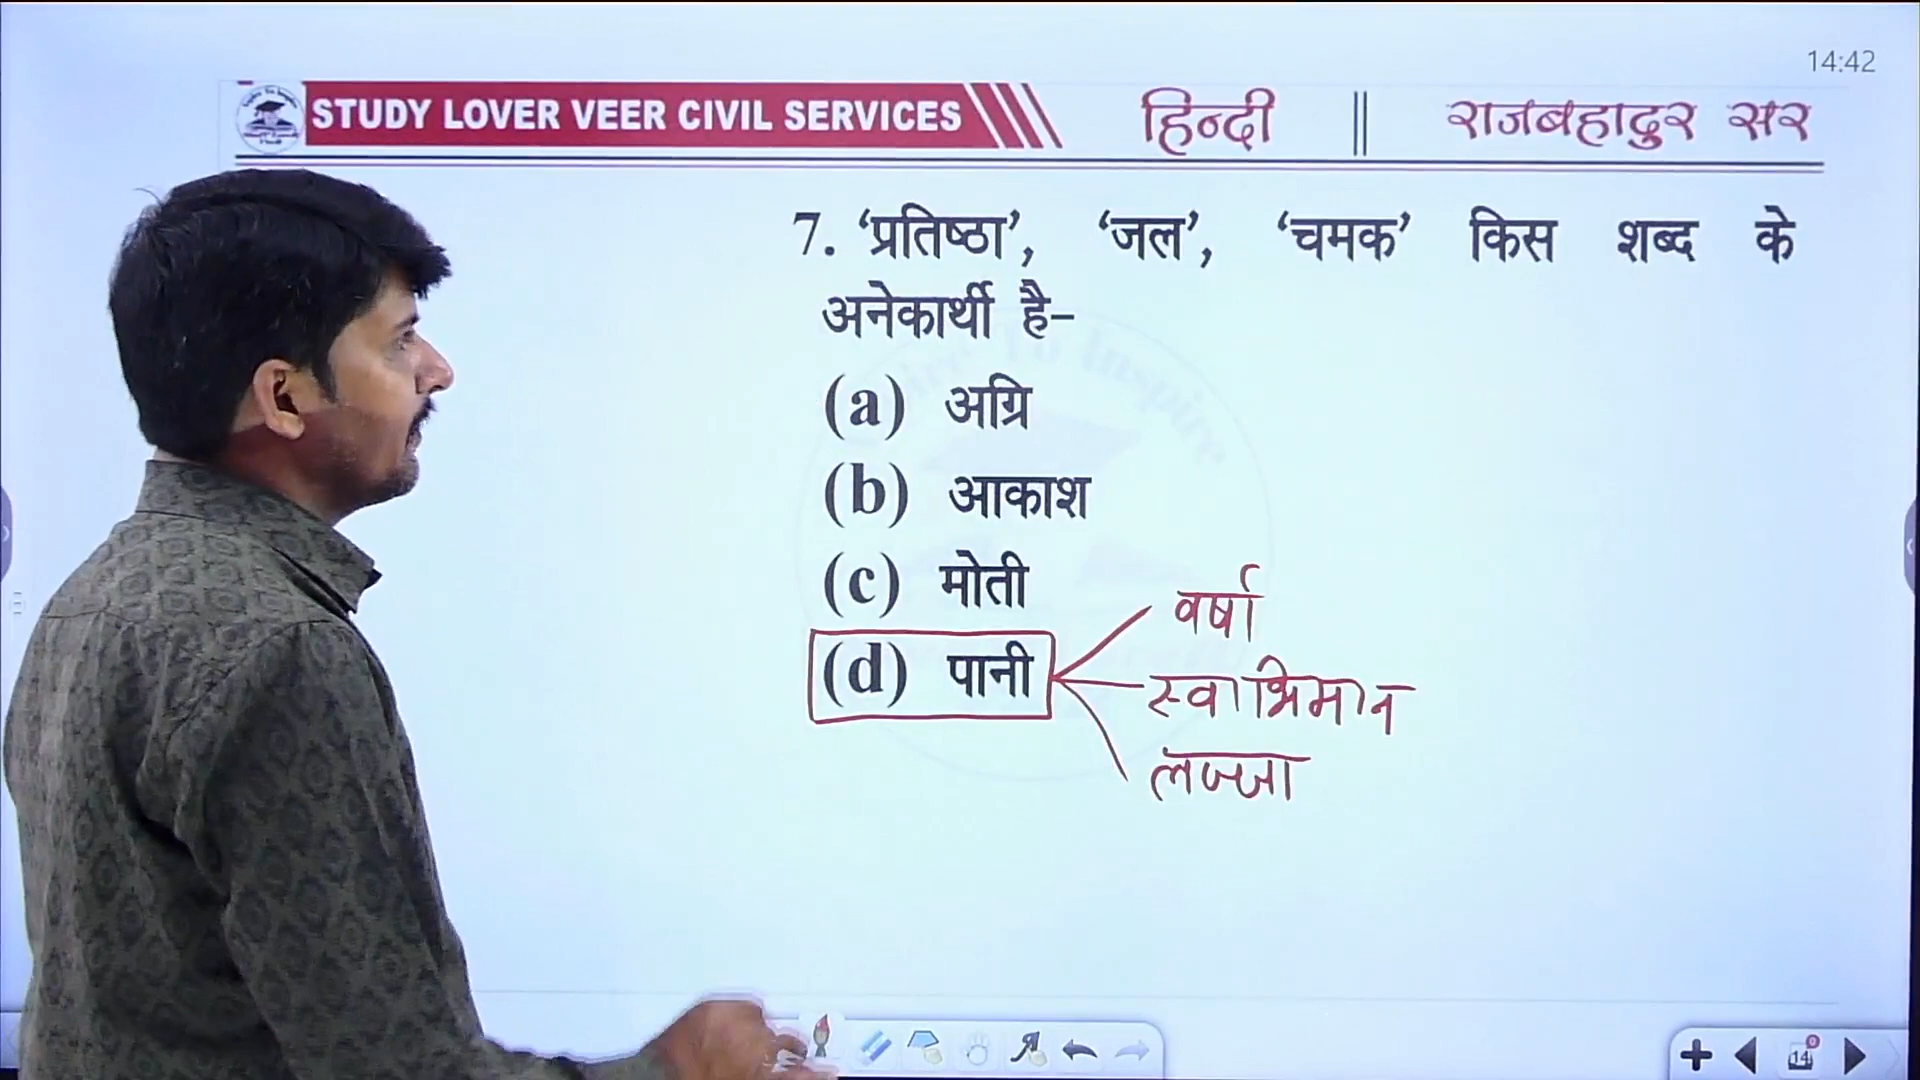 14:42
STUDY LOVER VEER CIVIL SERVICES हिन्दी || राजबहादुर सर
7. ‘प्रतिष्ठा’, ‘जल’, ‘चमक’ किस शब्द के
अनेकार्थी है-
(a) अग्रि
(b) आकाश
(c) मोती
(d) पानी
वर्षा
स्वाभिमान
लज्जा
14